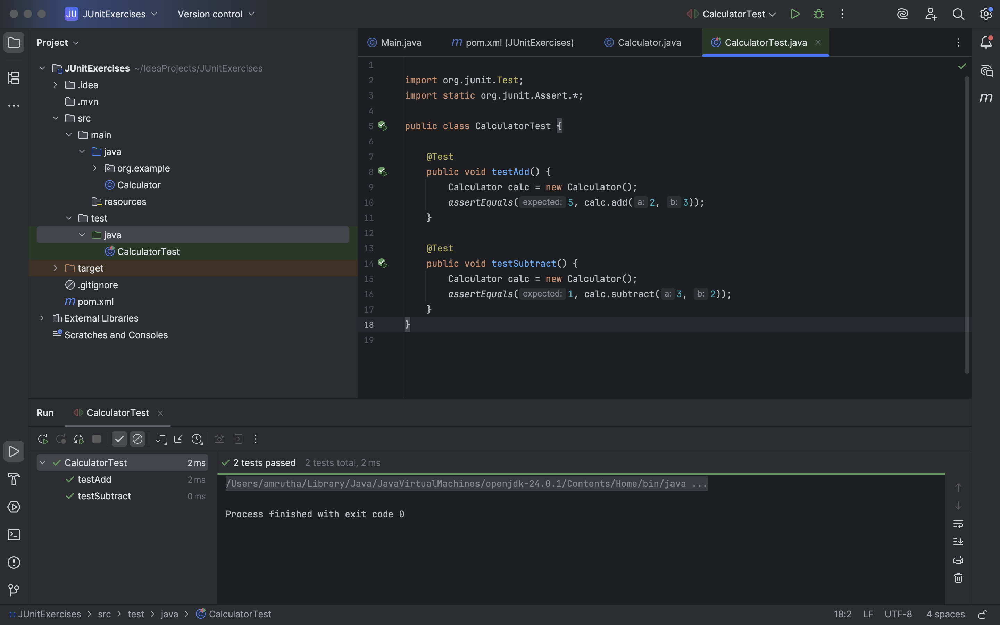 JU JUnitExercises Version control CalculatorTest
Project
Main.java pom.xml (JUnitExercises) Calculator.java CalculatorTest.java
JUnitExercises ~/IdeaProjects/JUnitExercises
.idea
.mvn
src
main
java
org.example
Calculator
resources
test
java
CalculatorTest
target
.gitignore
pom.xml
External Libraries
Scratches and Consoles
1
2 import org.junit.Test;
3 import static org.junit.Assert.*;
4
5 public class CalculatorTest {
6
7 @Test
8 public void testAdd() {
9 Calculator calc = new Calculator();
10 assertEquals( expected: 5, calc.add( a: 2, b: 3));
11 }
12
13 @Test
14 public void testSubtract() {
15 Calculator calc = new Calculator();
16 assertEquals( expected: 1, calc.subtract( a: 3, b: 2));
17 }
18 }
19
Run CalculatorTest
CalculatorTest 2 ms
testAdd 2 ms
testSubtract 0 ms
2 tests passed 2 tests total, 2 ms
/Users/amrutha/Library/Java/JavaVirtualMachines/openjdk-24.0.1/Contents/Home/bin/java ...
Process finished with exit code 0
JUnitExercises > src > test > java > CalculatorTest
18:2 LF UTF-8 4 spaces